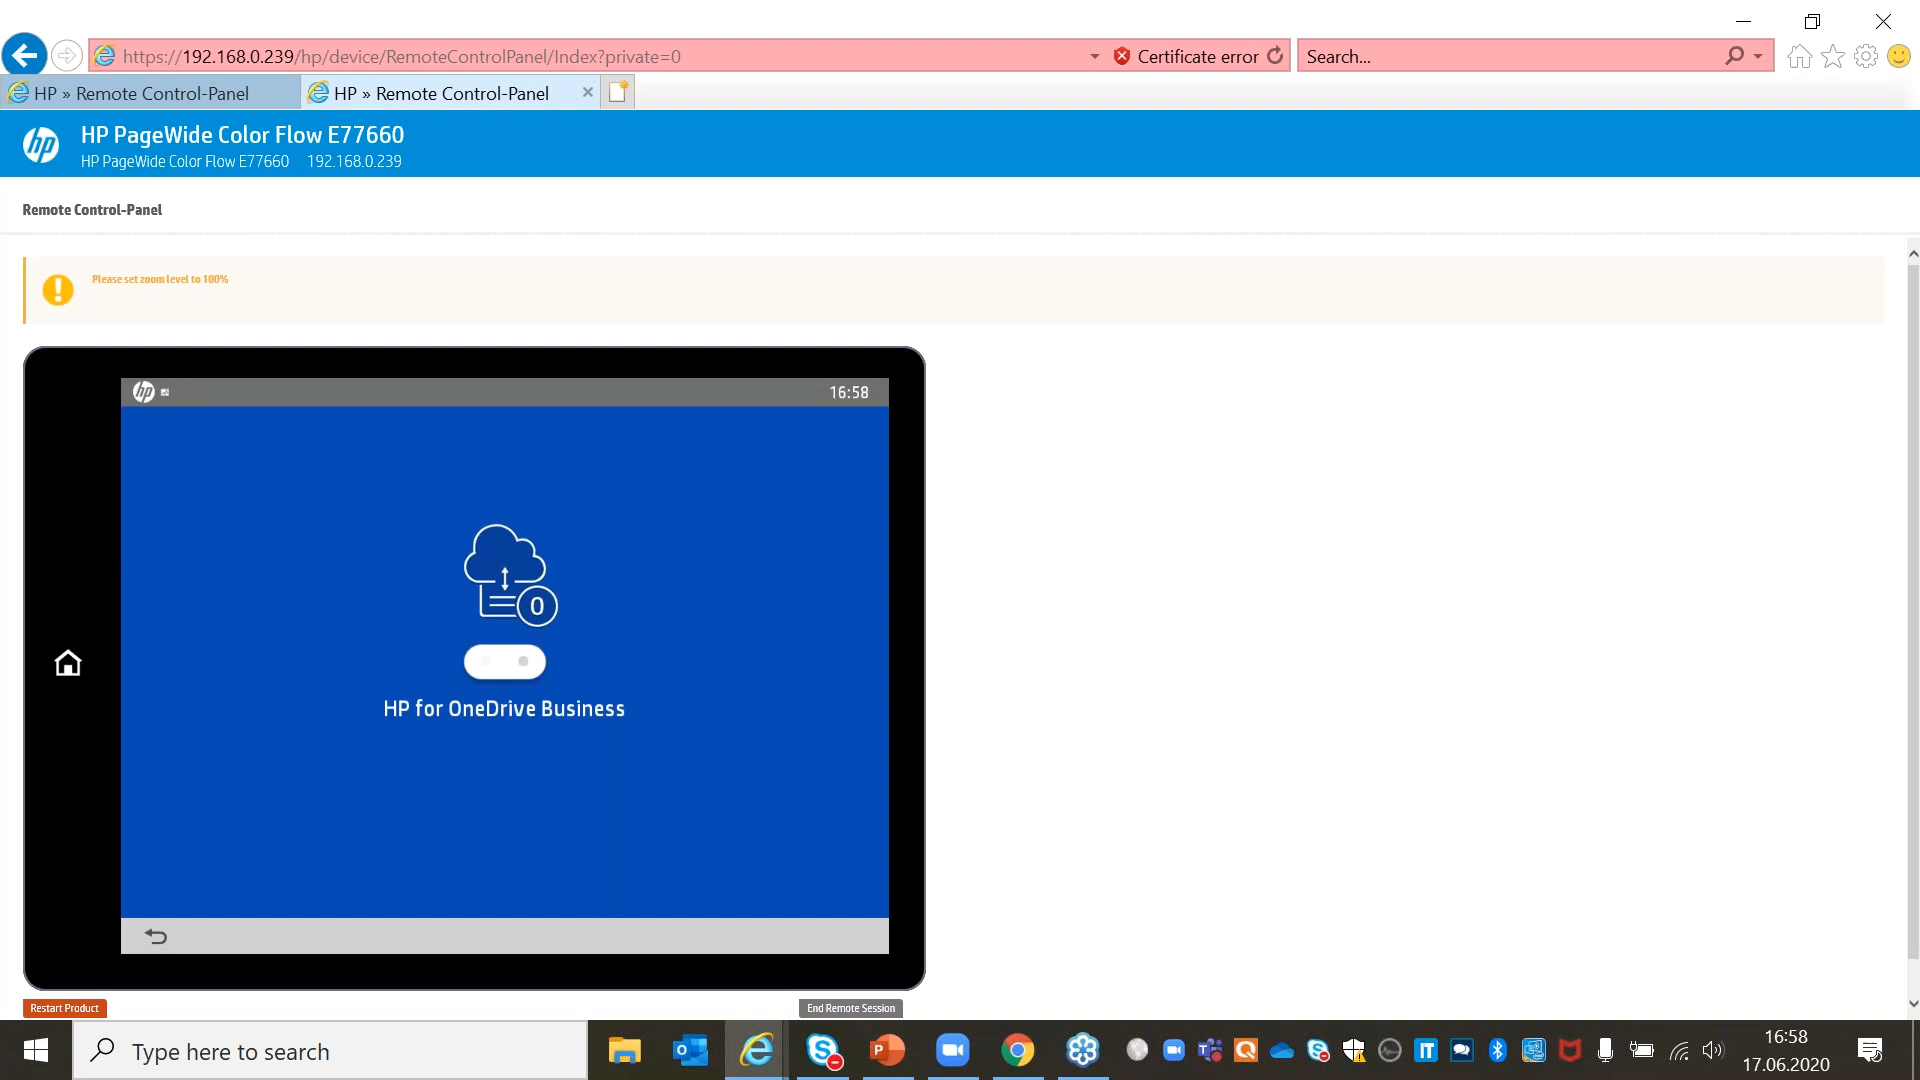 https://192.168.0.239/hp/device/RemoteControlPanel/Index?private=0
Certificate error
Search...
HP » Remote Control-Panel
HP » Remote Control-Panel
hp
HP PageWide Color Flow E77660
HP PageWide Color Flow E77660 192.168.0.239
Remote Control-Panel
Please set zoom level to 100%
hp
16:58
0
HP for OneDrive Business
Restart Product
End Remote Session
Type here to search
16:58
17.06.2020